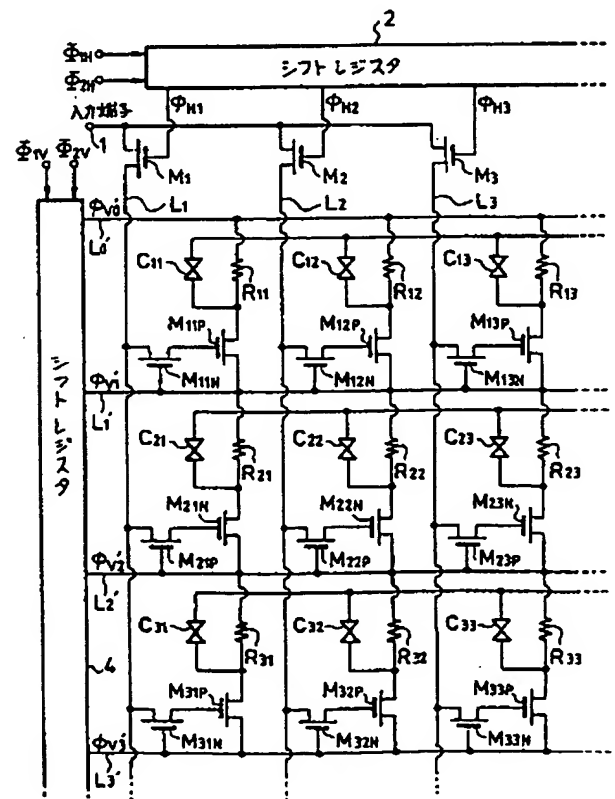 2
Φ1H
Φ2H
シフトレジスタ
入力端子
1
ΦH1
ΦH2
ΦH3
Φ1V
Φ2V
M1
M2
M3
L1
L2
L3
ΦV0'
L0'
C11
R11
C12
R12
C13
R13
M11P
M12P
M13P
M11N
M12N
M13N
ΦV1'
L1'
シフトレジスタ
C21
R21
C22
R22
C23
R23
M21N
M22N
M23N
M21P
M22P
M23P
ΦV2'
L2'
C31
R31
C32
R32
C33
R33
4
M31P
M32P
M33P
M31N
M32N
M33N
ΦV3'
L3'